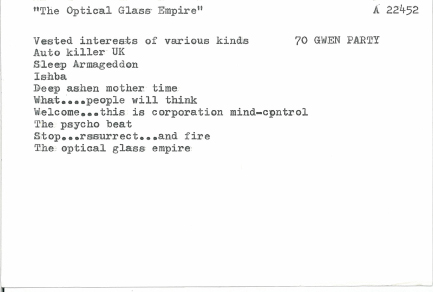 "The Optical Glass Empire" A 22452
Vested interests of various kinds 70 GWEN PARTY
Auto killer UK
Sleep Armageddon
Ishba
Deep ashen mother time
What....people will think
Welcome...this is corporation mind-cpntrol
The psycho beat
Stop...rssurrect...and fire
The optical glass empire